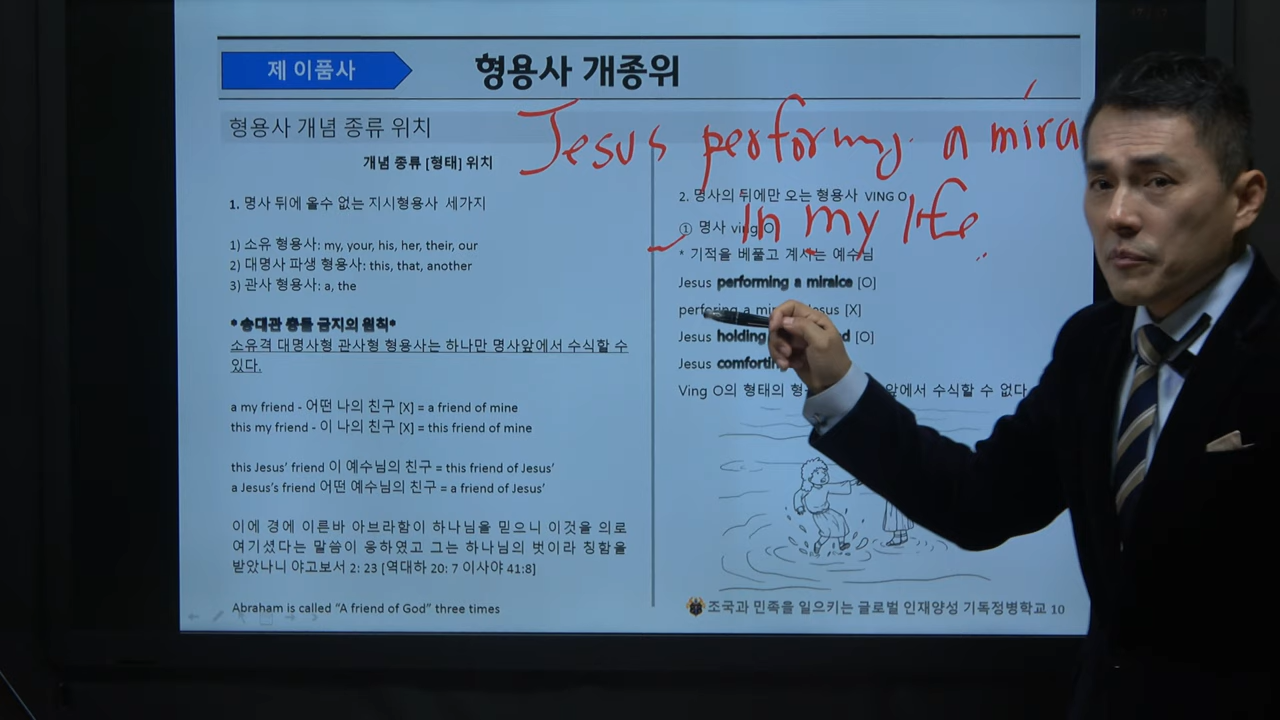 제 이품사
형용사 개종위
형용사 개념 종류 위치
Jesus performing a mira
in my life
개념 종류 [형태] 위치
1. 명사 뒤에 올수 없는 지시형용사 세가지
1) 소유 형용사: my, your, his, her, their, our
2) 대명사 파생 형용사: this, that, another
3) 관사 형용사: a, the
* 송대관 충돌 금지의 원칙*
소유격 대명사형 관사형 형용사는 하나만 명사앞에서 수식할 수
있다.
a my friend - 어떤 나의 친구 [X] = a friend of mine
this my friend - 이 나의 친구 [X] = this friend of mine
this Jesus’ friend 이 예수님의 친구 = this friend of Jesus’
a Jesus’s friend 어떤 예수님의 친구 = a friend of Jesus’
이에 경에 이른바 아브라함이 하나님을 믿으니 이것을 의로
여기셨다는 말씀이 응하였고 그는 하나님의 벗이라 칭함을
받았나니 야고보서 2: 23 [역대하 20: 7 이사야 41:8]
Abraham is called “A friend of God” three times
2. 명사의 뒤에만 오는 형용사 VING O
① 명사 ving O
* 기적을 베풀고 계시는 예수님
Jesus performing a miralce [O]
perforing a mir Jesus [X]
Jesus holding [O]
Jesus comforting
Ving O의 형태의 형 앞에서 수식할 수 없다
조국과 민족을 일으키는 글로벌 인재양성 기독정병학교 10